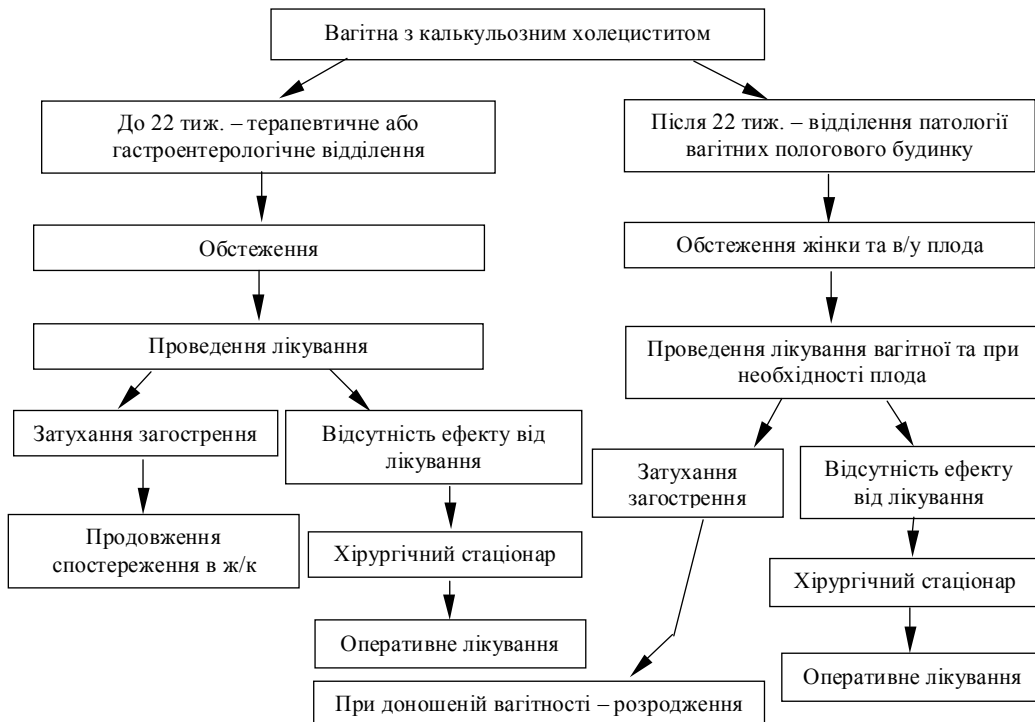 Вагітна з калькульозним холециститом
До 22 тиж. – терапевтичне або
гастроентерологічне відділення
Після 22 тиж. – відділення патології
вагітних пологового будинку
Обстеження
Обстеження жінки та в/у плода
Проведення лікування
Проведення лікування вагітної та при
необхідності плода
Затухання загострення
Відсутність ефекту від
лікування
Затухання
загострення
Відсутність ефекту
від лікування
Продовження
спостереження в ж/к
Хірургічний стаціонар
Хірургічний стаціонар
Оперативне лікування
Оперативне лікування
При доношеній вагітності – розродження